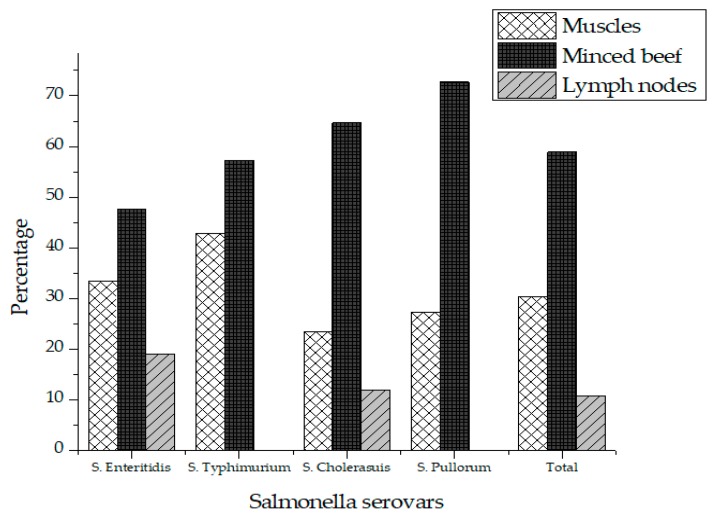 Muscles
Minced beef
Lymph nodes
Percentage
70
60
50
40
30
20
10
0
S. Enteritidis S. Typhimurium S. Cholerasuis S. Pullorum Total
Salmonella serovars